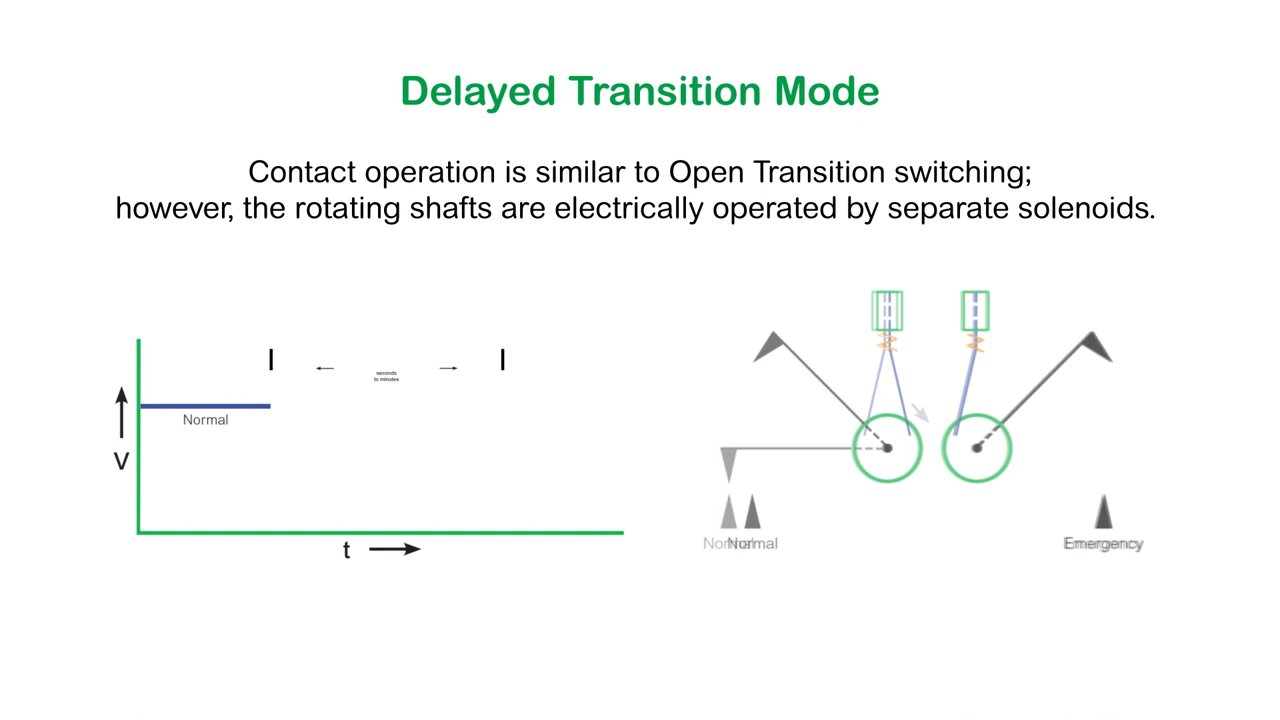 Delayed Transition Mode
Contact operation is similar to Open Transition switching;
however, the rotating shafts are electrically operated by separate solenoids.
seconds
to minutes
Normal
V
t
Normal
Normal
Emergency